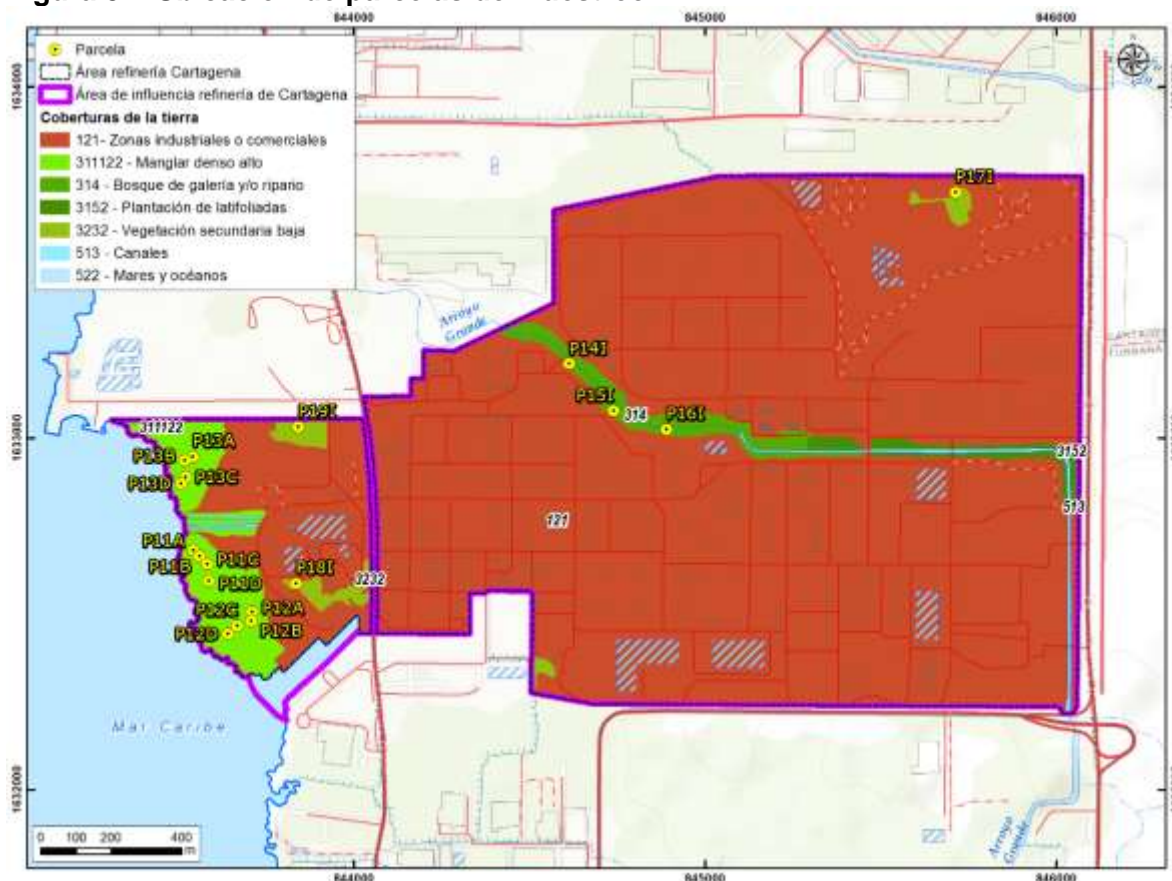 844000
845000
846000
1634000
Parcela
Área refinería Cartagena
Área de influencia refinería de Cartagena
Coberturas de la tierra
121- Zonas industriales o comerciales
311122 - Manglar denso alto
314 - Bosque de galería y/o ripario
3152 - Plantación de latifoliadas
3232 - Vegetación secundaria baja
513 - Canales
522 - Mares y océanos
P17I
Arroyo
Grande
P14I
P15I
314
P16I
P19I
311122
1633000
P13A
P13B
P13C
P13D
3152
513
121
P11A
P11B
P11C
P11D
P18I
3232
P12C
P12A
P12D
P12B
Mar Caribe
1632000
Arroyo
Grande
0 100 200 400
m
844000
845000
846000